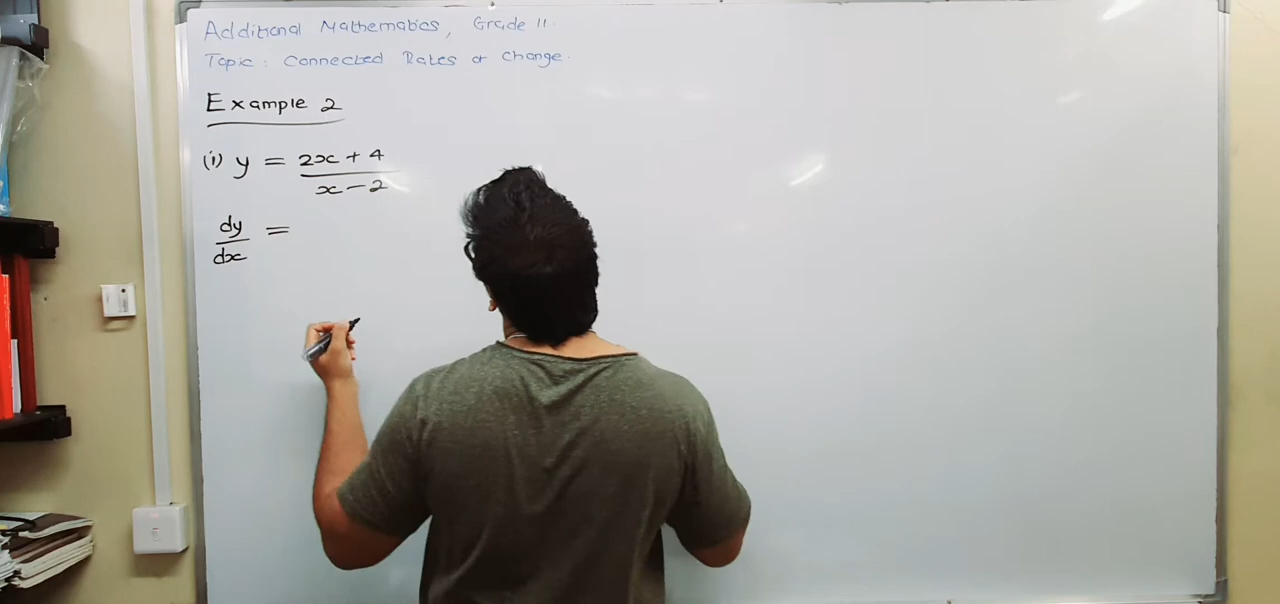 Additional Mathematics, Grade 11.
Topic: Connected Rates of Change.
Example 2
(i) y = 2x + 4
x - 2
dy
dx =